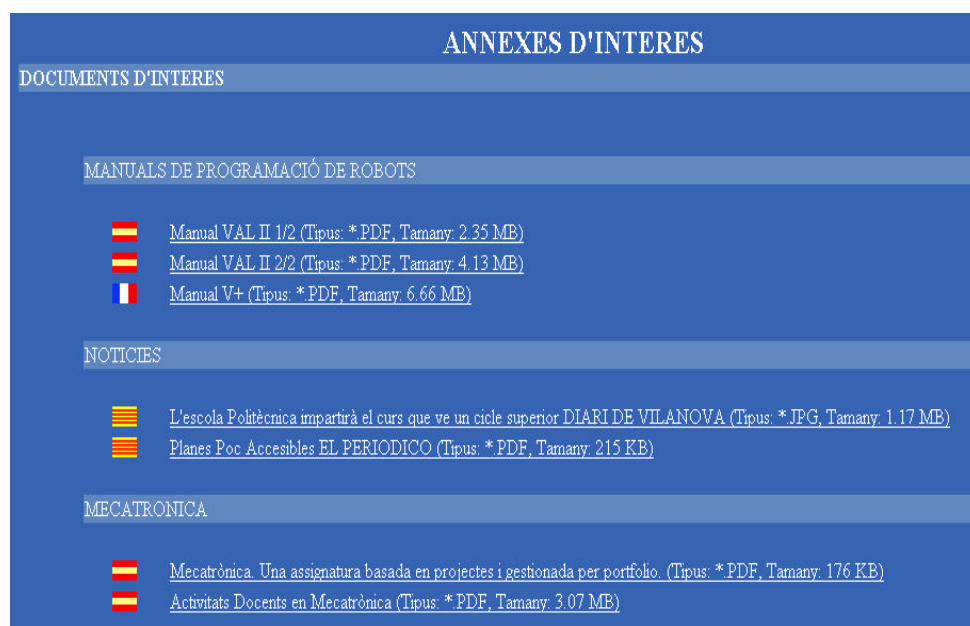 ANNEXES D'INTERES
DOCUMENTS D'INTERES
MANUALS DE PROGRAMACIÓ DE ROBOTS
Manual VAL II 1/2 (Tipus: *.PDF, Tamany: 2.35 MB)
Manual VAL II 2/2 (Tipus: *.PDF, Tamany: 4.13 MB)
Manual V+ (Tipus: *.PDF, Tamany: 6.66 MB)
NOTICIES
L'escola Politècnica impartirà el curs que ve un cicle superior DIARI DE VILANOVA (Tipus: *.JPG, Tamany: 1.17 MB)
Planes Poc Accesibles EL PERIODICO (Tipus: *.PDF, Tamany: 215 KB)
MECATRONICA
Mecatrònica. Una assignatura basada en projectes i gestionada per portfolio. (Tipus: *.PDF, Tamany: 176 KB)
Activitats Docents en Mecatrònica (Tipus: *.PDF, Tamany: 3.07 MB)